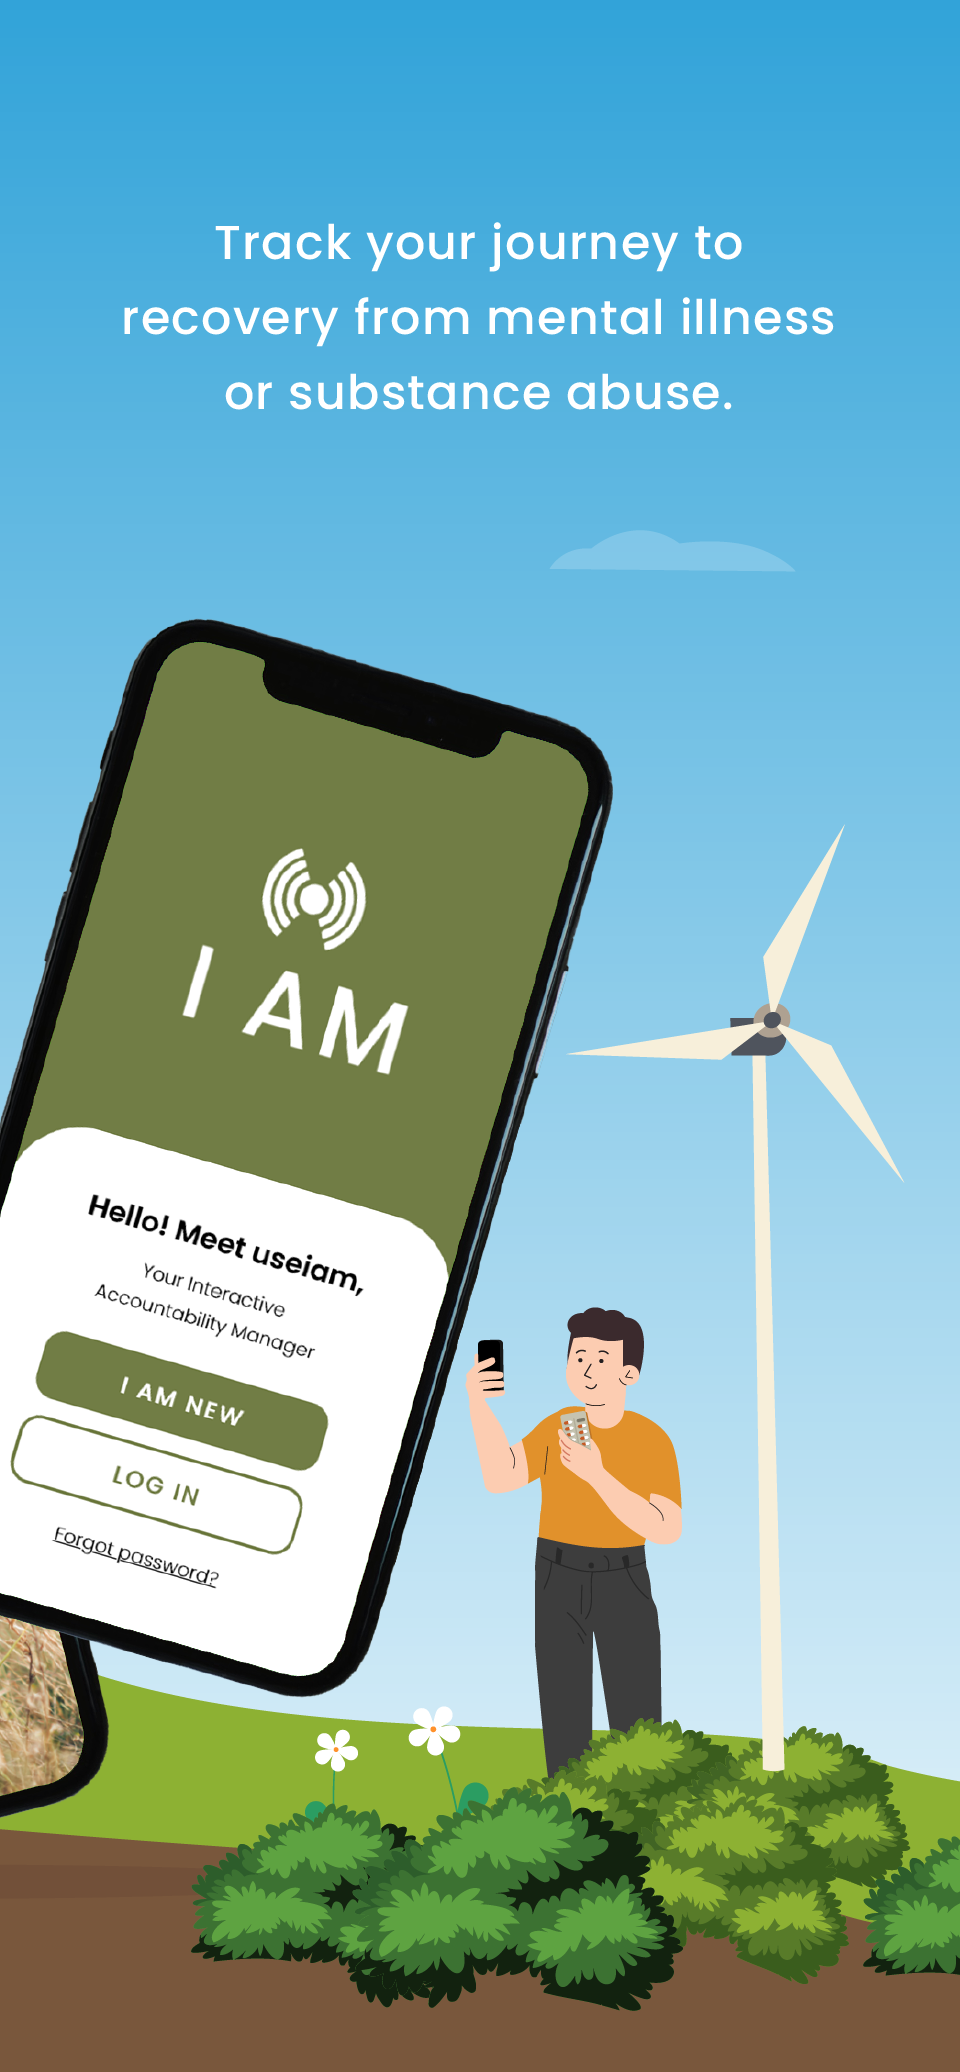 Track your journey to
recovery from mental illness
or substance abuse.
I AM
Hello! Meet useiam,
Your Interactive
Accountability Manager
I AM NEW
LOG IN
Forgot password?